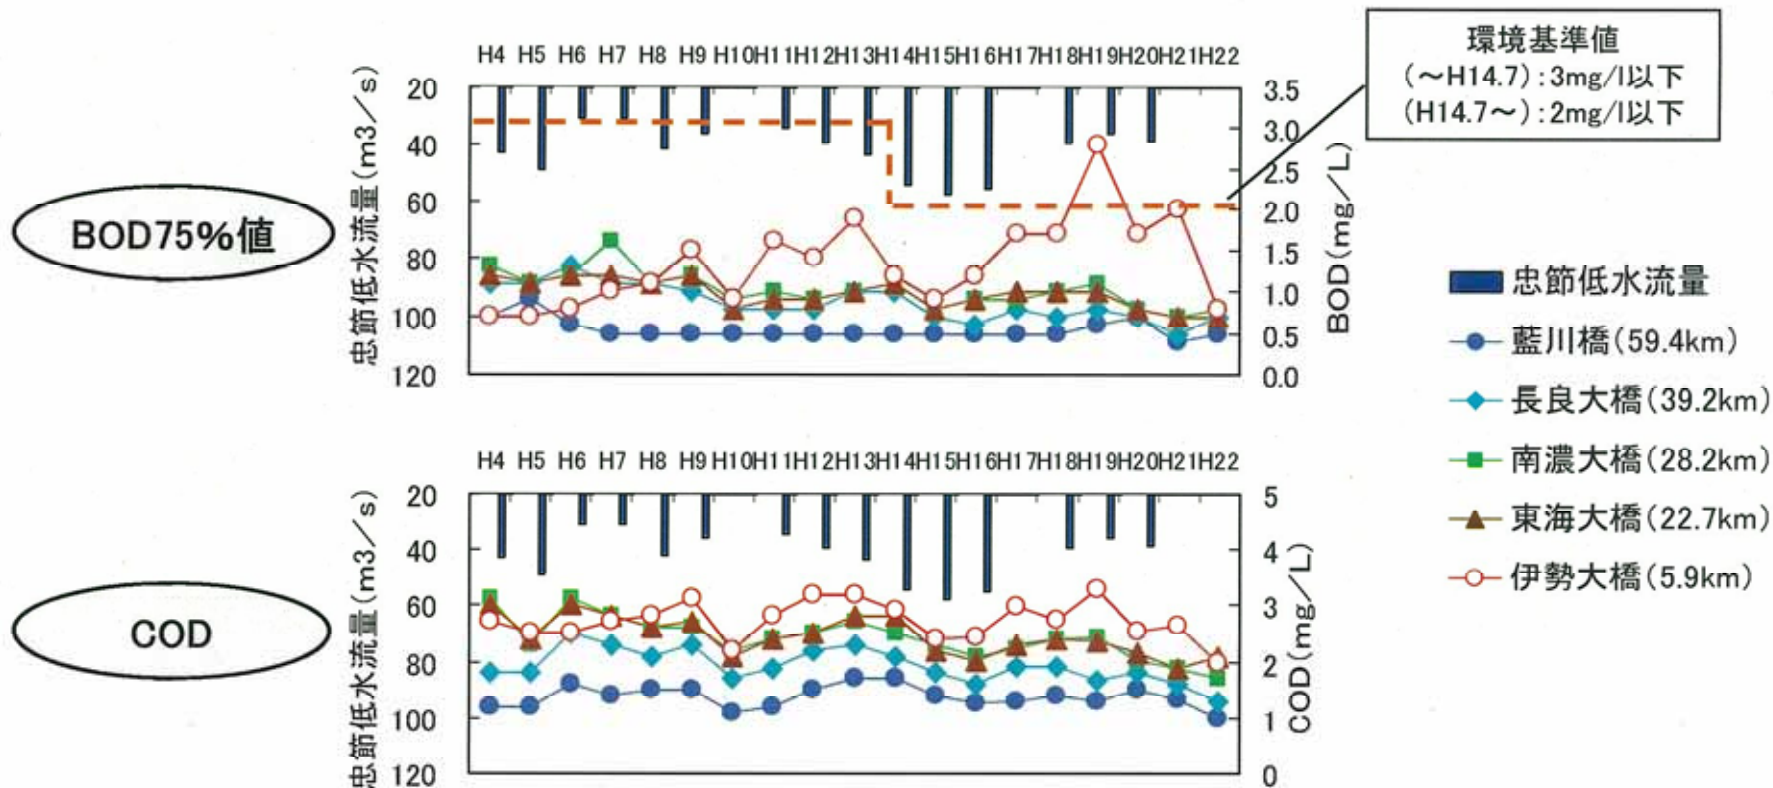 環境基準値
(～H14.7):3mg/l以下
(H14.7～):2mg/l以下
BOD75%値
H4 H5 H6 H7 H8 H9 H10 H11 H12 H13 H14 H15 H16 H17 H18 H19 H20 H21 H22
忠節低水流量(m3/s)
20
40
60
80
100
120
3.5
3.0
2.5
2.0
1.5
1.0
0.5
0.0
BOD(mg/L)
COD
H4 H5 H6 H7 H8 H9 H10 H11 H12 H13 H14 H15 H16 H17 H18 H19 H20 H21 H22
忠節低水流量(m3/s)
20
40
60
80
100
120
5
4
3
2
1
0
COD(mg/L)
忠節低水流量
藍川橋(59.4km)
長良大橋(39.2km)
南濃大橋(28.2km)
東海大橋(22.7km)
伊勢大橋(5.9km)